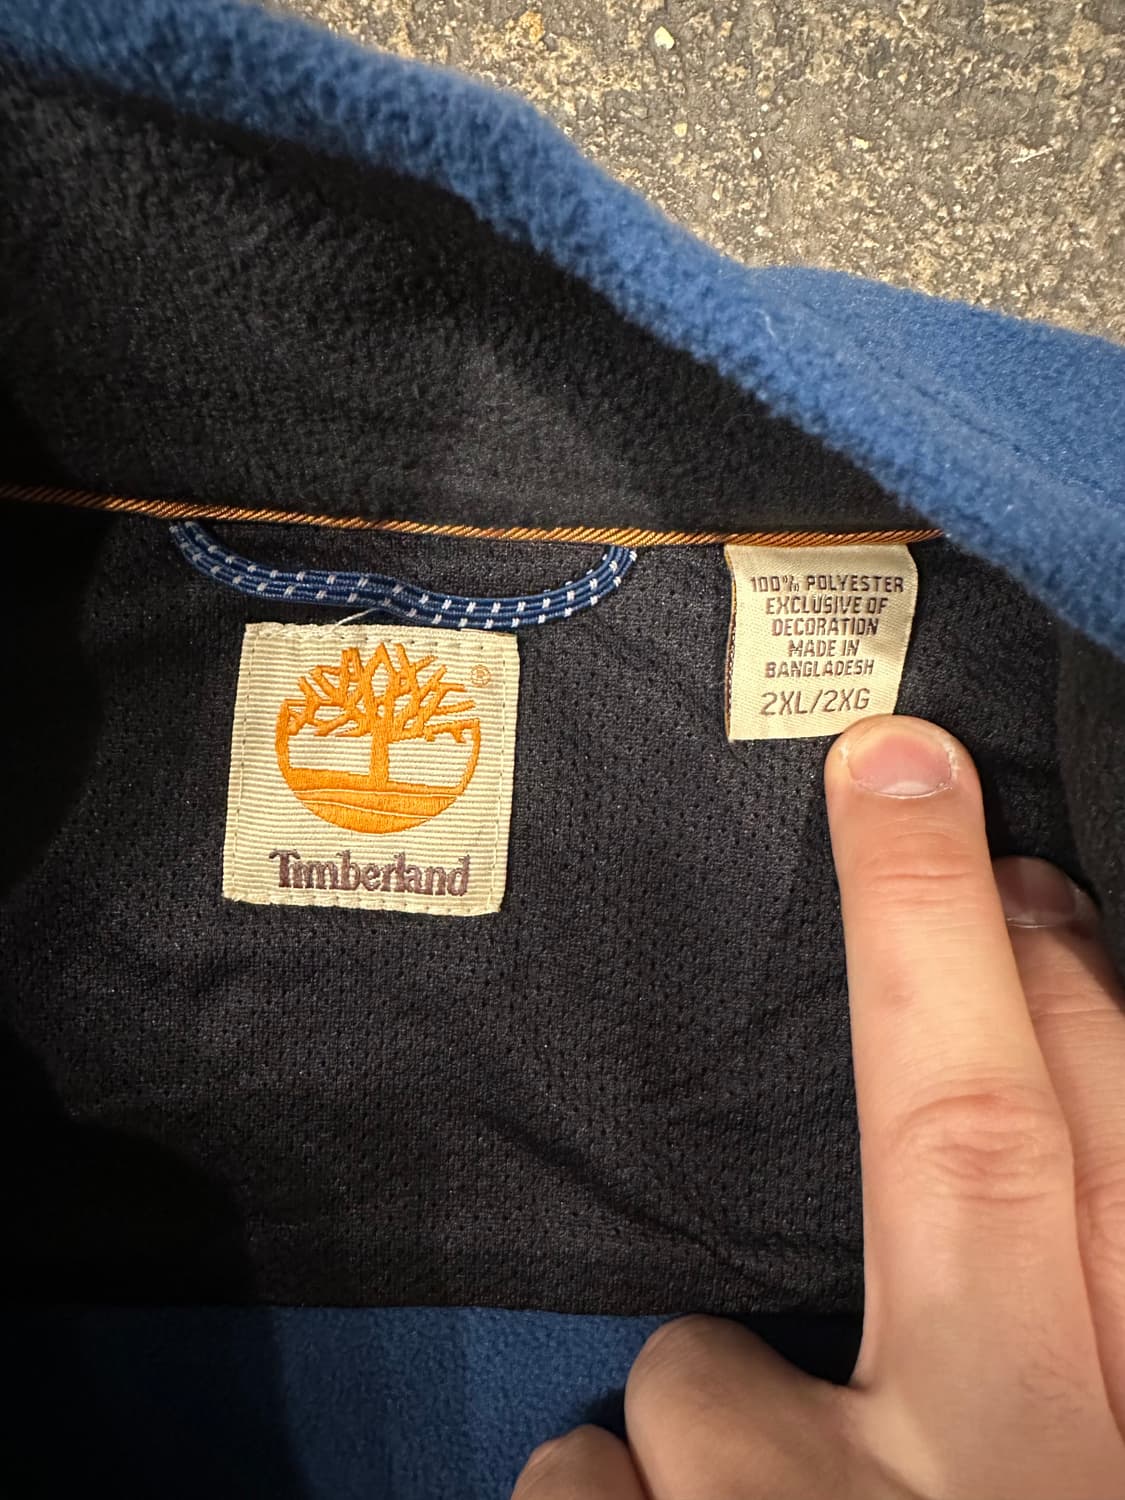 Timberland
®
100% POLYESTER
EXCLUSIVE OF
DECORATION
MADE IN
BANGLADESH
2XL/2XG